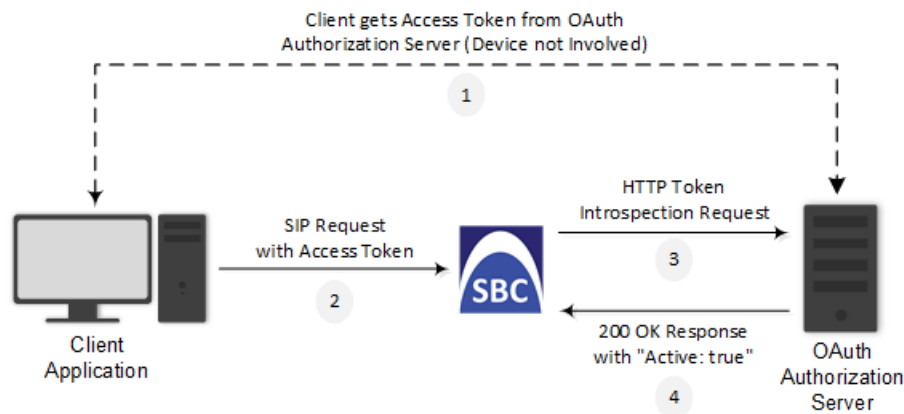 Client gets Access Token from OAuth
Authorization Server (Device not Involved)
1
SIP Request
with Access Token
2
SBC
HTTP Token
Introspection Request
3
200 OK Response
with "Active: true"
4
Client
Application
OAuth
Authorization
Server